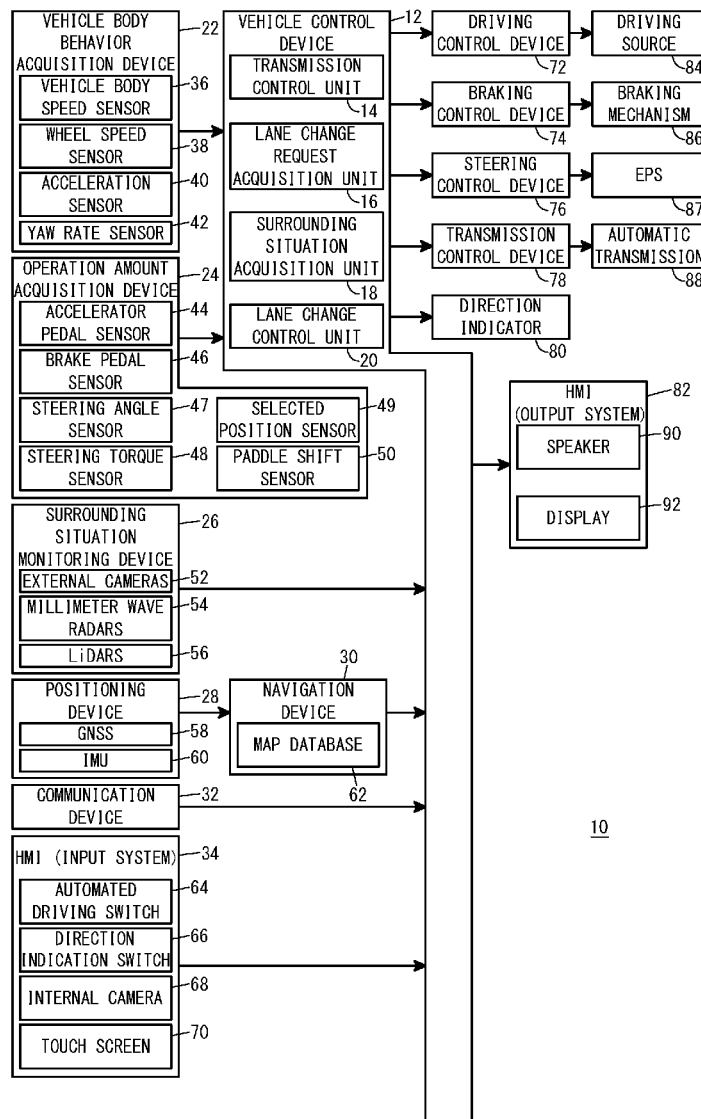 VEHICLE BODY
BEHAVIOR
ACQUISITION DEVICE
22
VEHICLE BODY
SPEED SENSOR
36
WHEEL SPEED
SENSOR
38
ACCELERATION
SENSOR
40
YAW RATE SENSOR
42
OPERATION AMOUNT
ACQUISITION DEVICE
24
ACCELERATOR
PEDAL SENSOR
44
BRAKE PEDAL
SENSOR
46
STEERING ANGLE
SENSOR
47
SELECTED
POSITION SENSOR
49
STEERING TORQUE
SENSOR
48
PADDLE SHIFT
SENSOR
50
SURROUNDING
SITUATION
MONITORING DEVICE
26
EXTERNAL CAMERAS
52
MILLIMETER WAVE
RADARS
54
LiDARS
56
POSITIONING
DEVICE
28
GNSS
58
IMU
60
NAVIGATION
DEVICE
30
MAP DATABASE
62
COMMUNICATION
DEVICE
32
HMI (INPUT SYSTEM)
34
AUTOMATED
DRIVING SWITCH
64
DIRECTION
INDICATION SWITCH
66
INTERNAL CAMERA
68
TOUCH SCREEN
70
VEHICLE CONTROL
DEVICE
12
TRANSMISSION
CONTROL UNIT
14
LANE CHANGE
REQUEST
ACQUISITION UNIT
16
SURROUNDING
SITUATION
ACQUISITION UNIT
18
LANE CHANGE
CONTROL UNIT
20
DRIVING
CONTROL DEVICE
72
DRIVING
SOURCE
84
BRAKING
CONTROL DEVICE
74
BRAKING
MECHANISM
86
STEERING
CONTROL DEVICE
76
EPS
87
TRANSMISSION
CONTROL DEVICE
78
AUTOMATIC
TRANSMISSION
88
DIRECTION
INDICATOR
80
HMI
(OUTPUT SYSTEM)
82
SPEAKER
90
DISPLAY
92
10